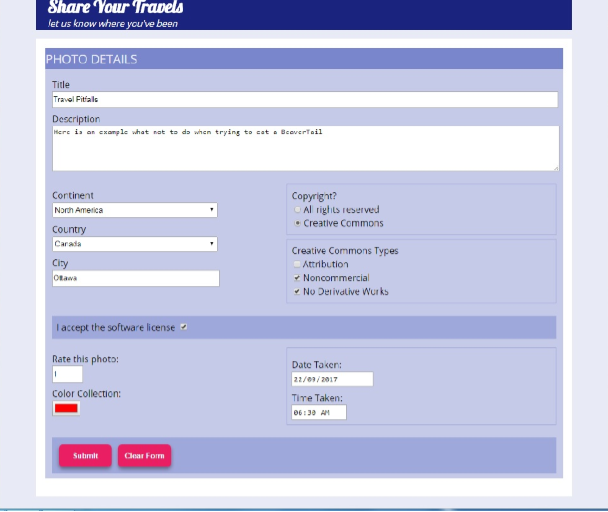 Share Your Travels
let us know where you've been
PHOTO DETAILS
Title
Travel Pitfalls
Description
Here is an example what not to do when trying to eat a BeaverTail
Continent
North America
Country
Canada
City
Ottawa
Copyright?
All rights reserved
Creative Commons
Creative Commons Types
Attribution
Noncommercial
No Derivative Works
I accept the software license
Rate this photo:
1
Color Collection:
Date Taken:
22/09/2017
Time Taken:
06:30 AM
Submit
Clear Form